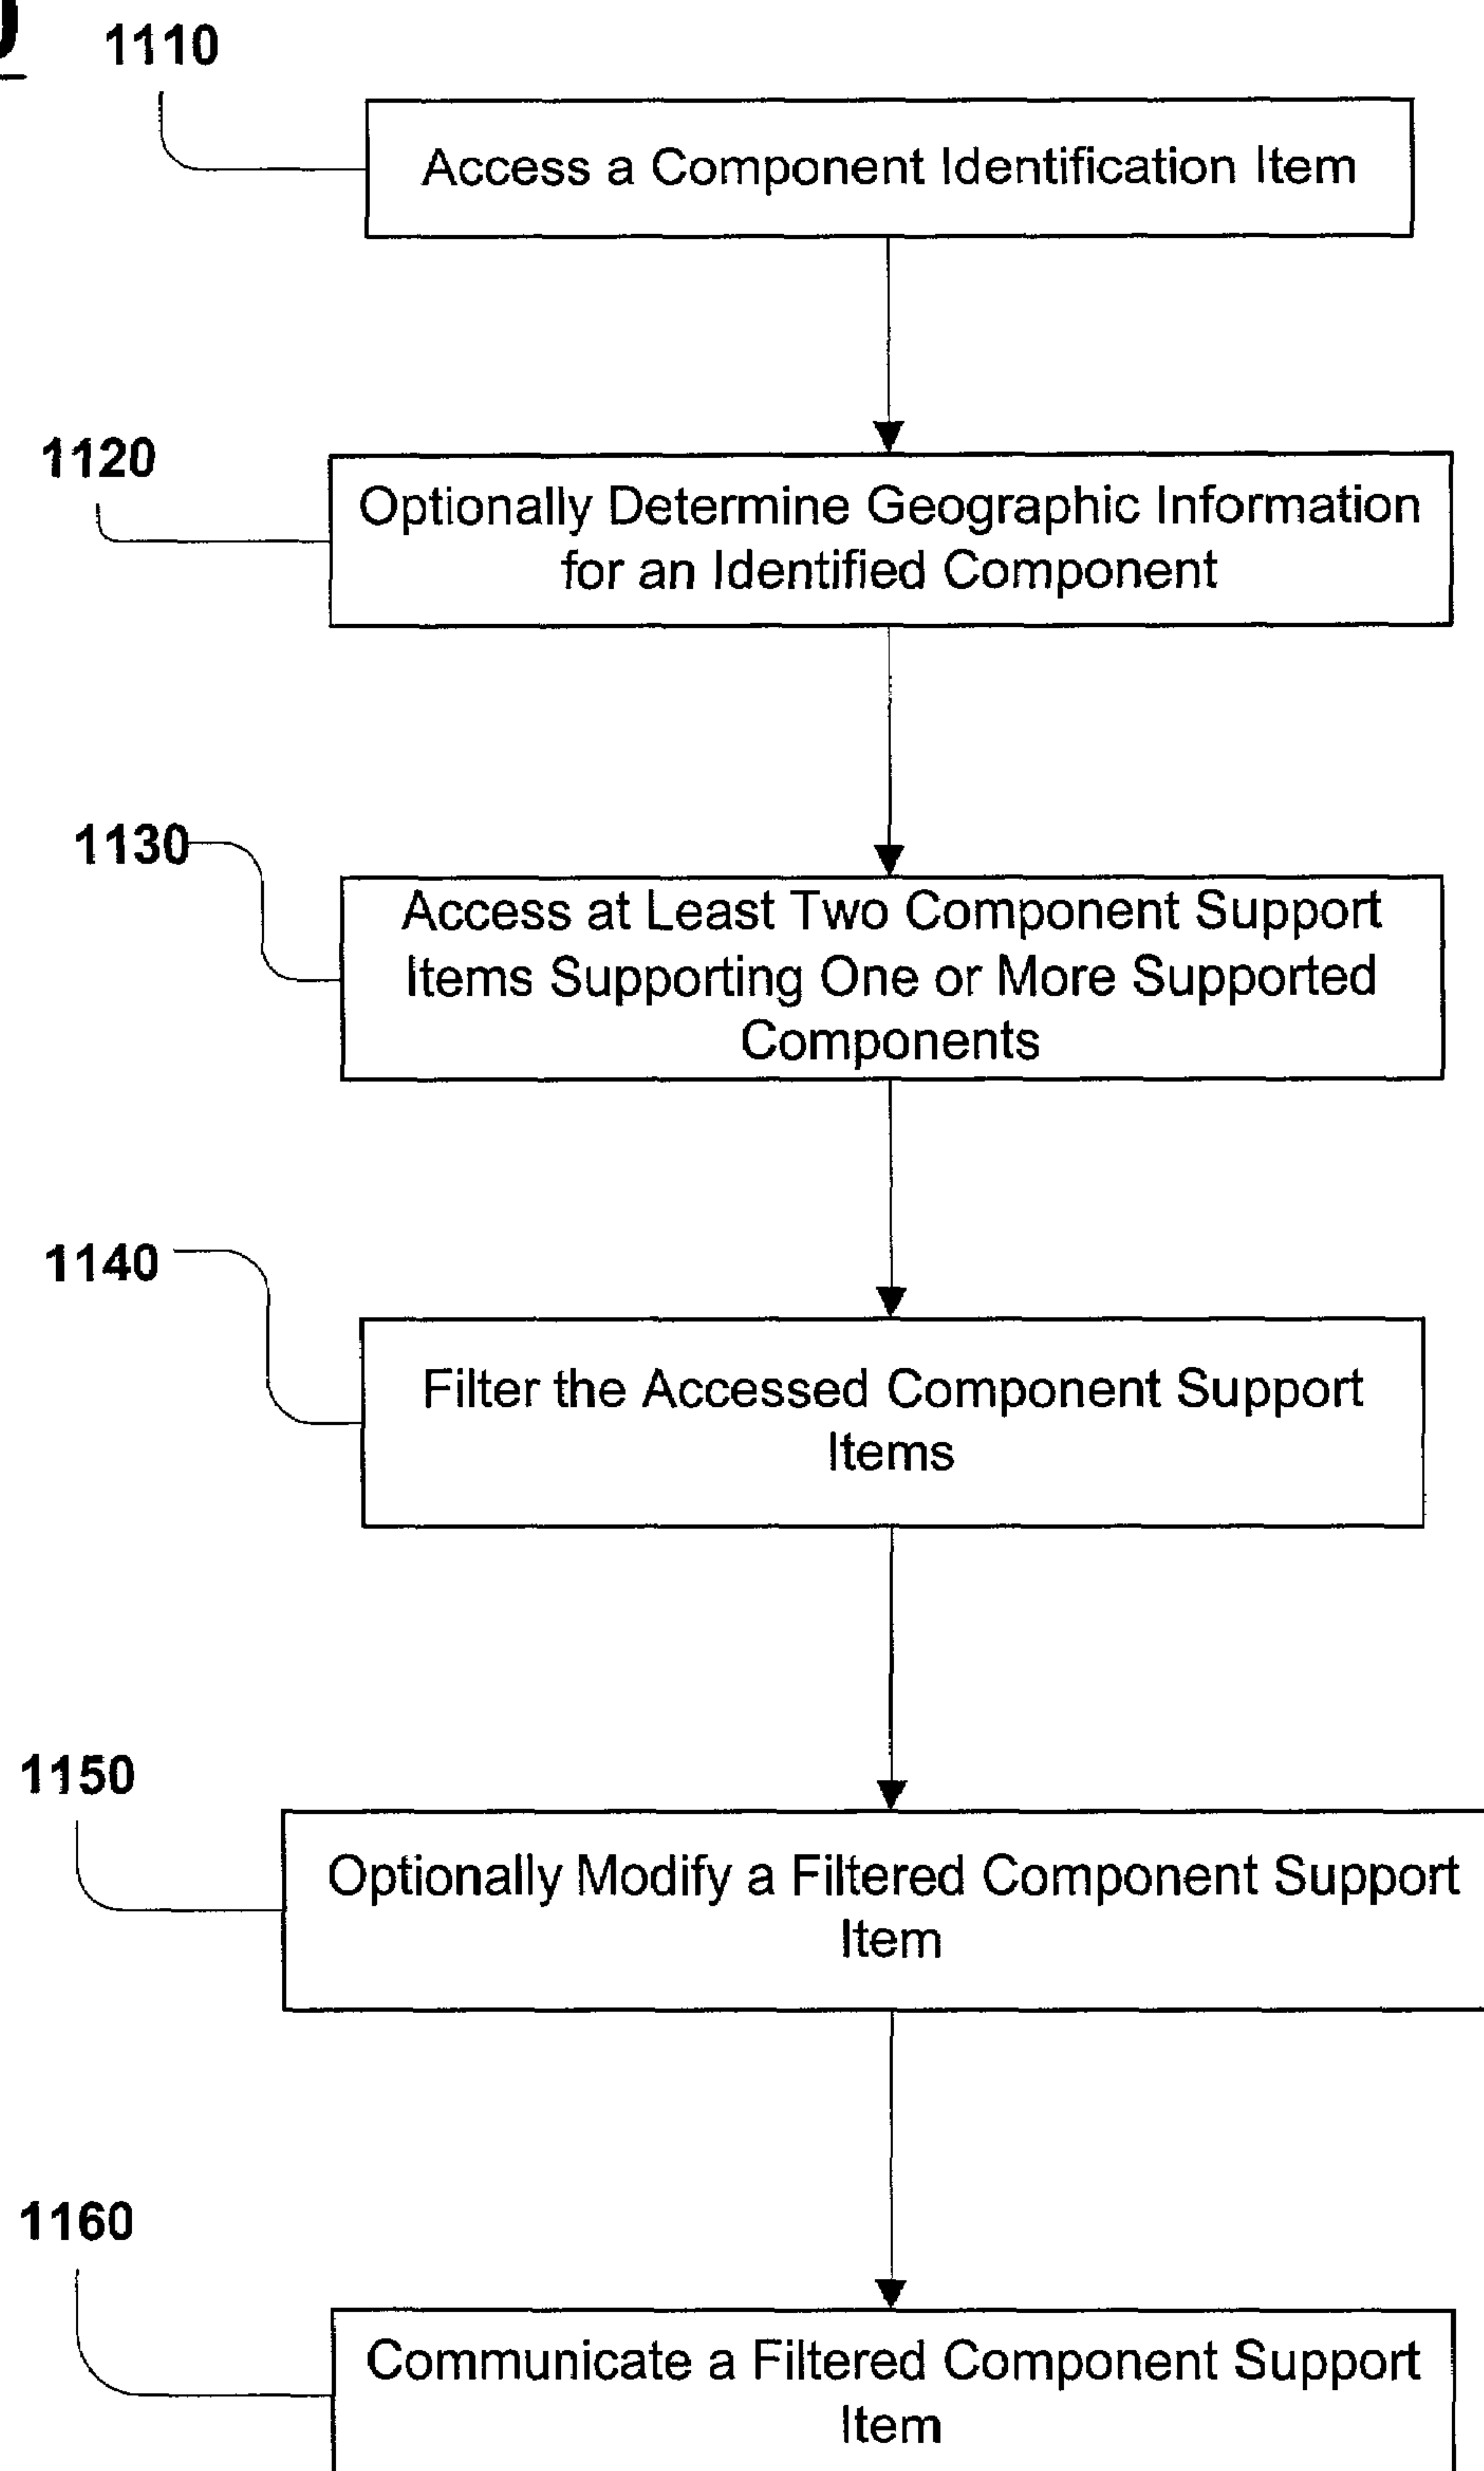 1110
Access a Component Identification Item
1120
Optionally Determine Geographic Information
for an Identified Component
1130
Access at Least Two Component Support
Items Supporting One or More Supported
Components
1140
Filter the Accessed Component Support
Items
1150
Optionally Modify a Filtered Component Support
Item
1160
Communicate a Filtered Component Support
Item